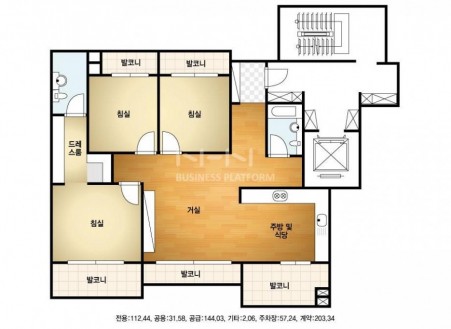 발코니
발코니
침실
침실
드레
스룸
NPN
BUSINESS PLATFORM
침실
거실
주방 및
식당
발코니
발코니
발코니
전용:112,44, 공용:31,58, 공급:144,03, 기타:2,06, 주차장:57,24, 계약:203,34